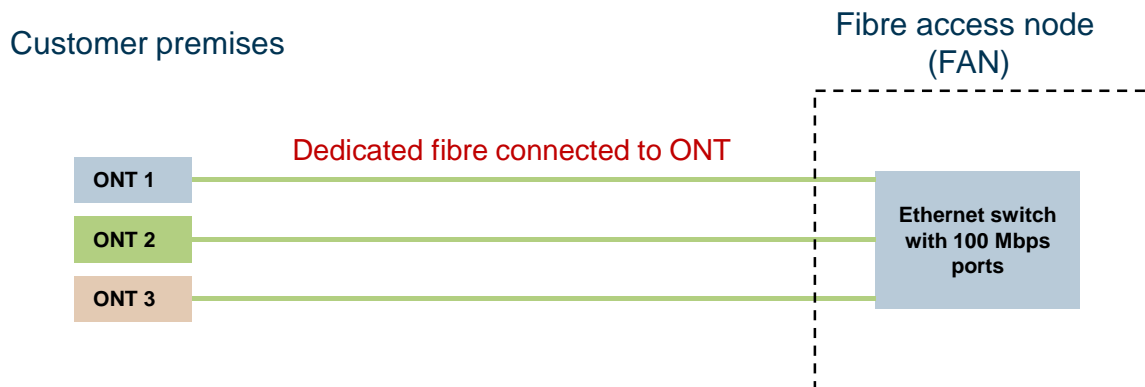 Customer premises
Fibre access node
(FAN)
Dedicated fibre connected to ONT
ONT 1
ONT 2
ONT 3
Ethernet switch
with 100 Mbps
ports